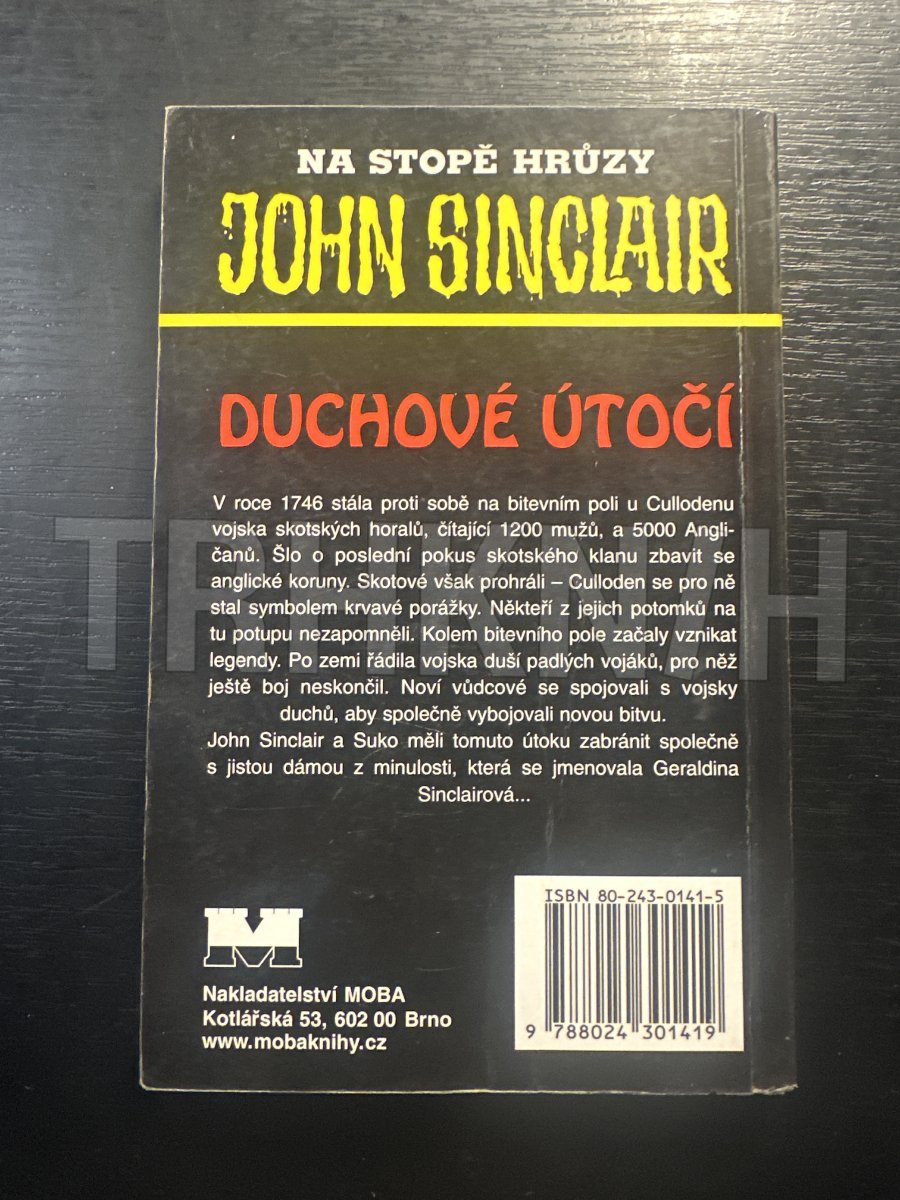 NA STOPĚ HRŮZY
JOHN SINCLAIR
DUCHOVÉ ÚTOČÍ
V roce 1746 stála proti sobě na bitevním poli u Cullodenu
vojska skotských horalů, čítající 1200 mužů, a 5000 Angli-
čanů. Šlo o poslední pokus skotského klanu zbavit se
anglické koruny. Skotové však prohráli – Culloden se pro ně
stal symbolem krvavé porážky. Někteří z jejich potomků na
tu potupu nezapomněli. Kolem bitevního pole začaly vznikat
legendy. Po zemi řádila vojska duší padlých vojáků, pro něž
ještě boj neskončil. Noví vůdcové se spojovali s vojsky
duchů, aby společně vybojovali novou bitvu.
John Sinclair a Suko měli tomuto útoku zabránit společně
s jistou dámou z minulosti, která se jmenovala Geraldina
Sinclairová...
ISBN 80-243-0141-5
9 788024 301419
M
Nakladatelství MOBA
Kotlářská 53, 602 00 Brno
www.mobaknihy.cz